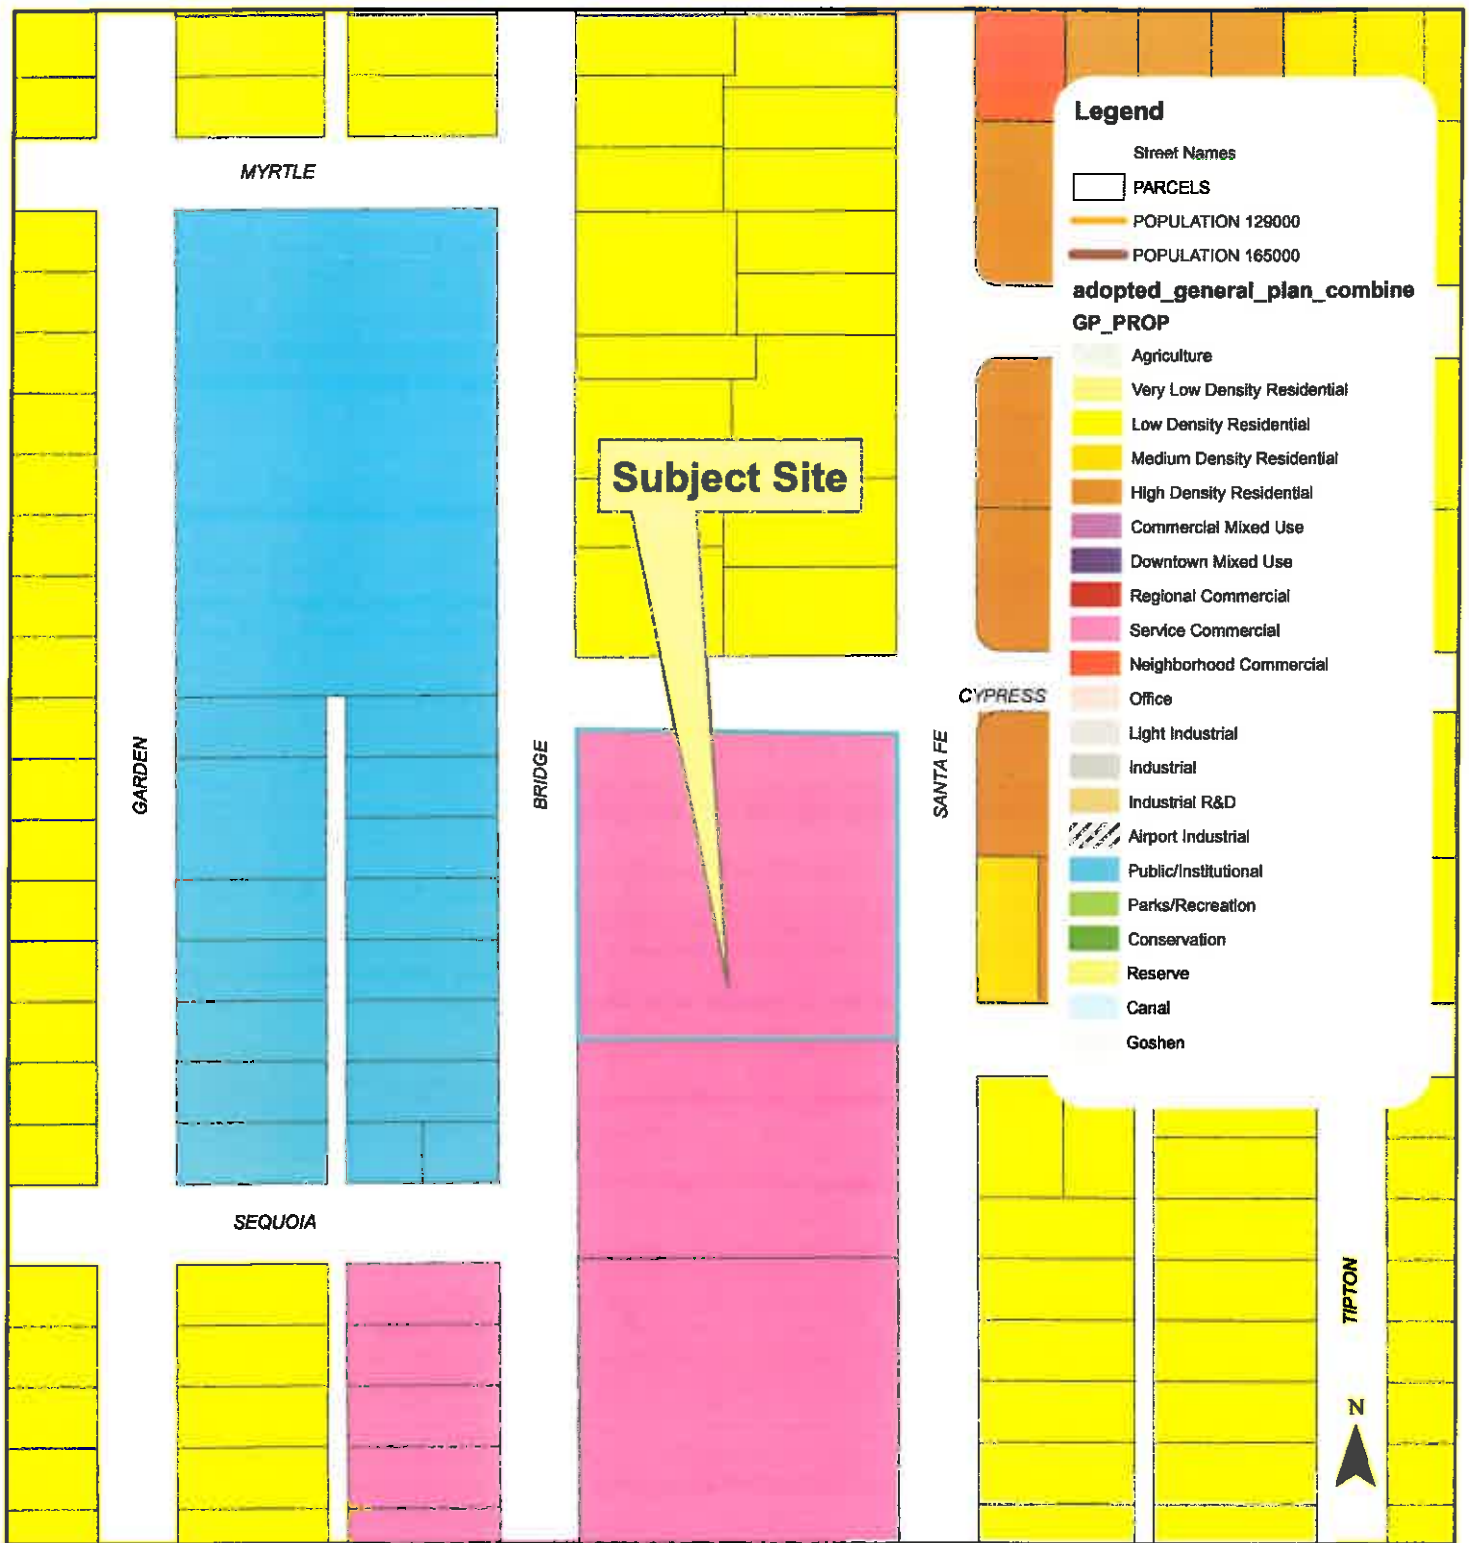 Legend
Street Names
PARCELS
POPULATION 129000
POPULATION 165000
adopted_general_plan_combine
GP_PROP
Agriculture
Very Low Density Residential
Low Density Residential
Medium Density Residential
High Density Residential
Commercial Mixed Use
Downtown Mixed Use
Regional Commercial
Service Commercial
Neighborhood Commercial
Office
Light Industrial
Industrial
Industrial R&D
Airport Industrial
Public/Institutional
Parks/Recreation
Conservation
Reserve
Canal
Goshen
MYRTLE
Subject Site
CYPRESS
GARDEN
BRIDGE
SANTA FE
SEQUOIA
TIPTON
N